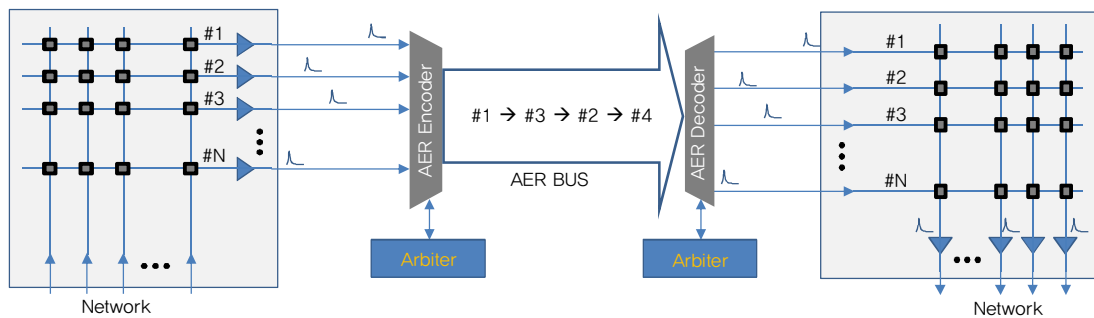 #1
#2
#3
#N
AER Encoder
Arbiter
Network
#1 → #3 → #2 → #4
AER BUS
AER Decoder
Arbiter
#1
#2
#3
#N
Network